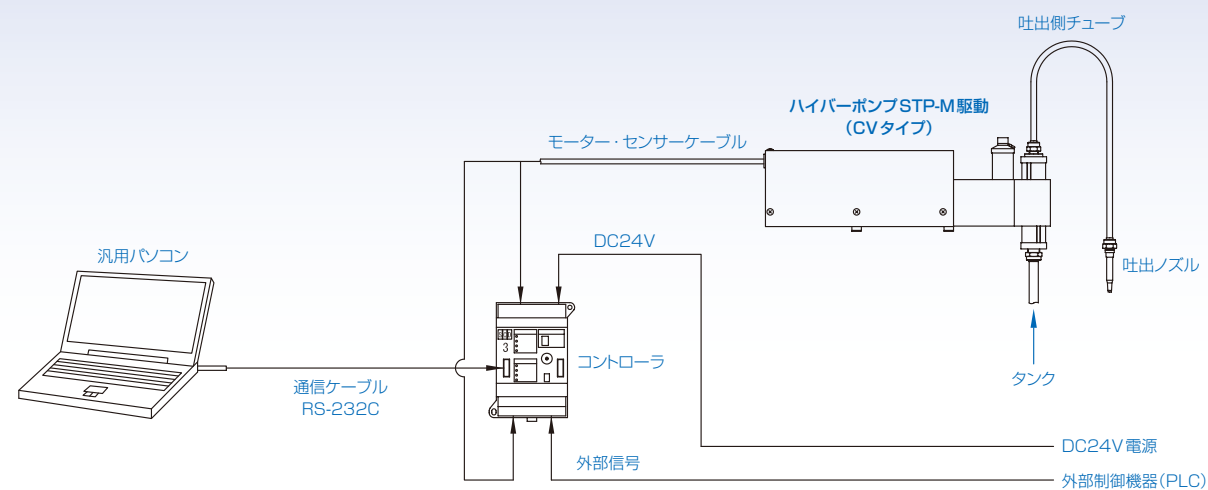 吐出側チューブ
ハイバーポンプSTP-M駆動
(CVタイプ)
モーター・センサーケーブル
DC24V
汎用パソコン
吐出ノズル
3
コントローラ
タンク
通信ケーブル
RS-232C
DC24V電源
外部信号
外部制御機器(PLC)